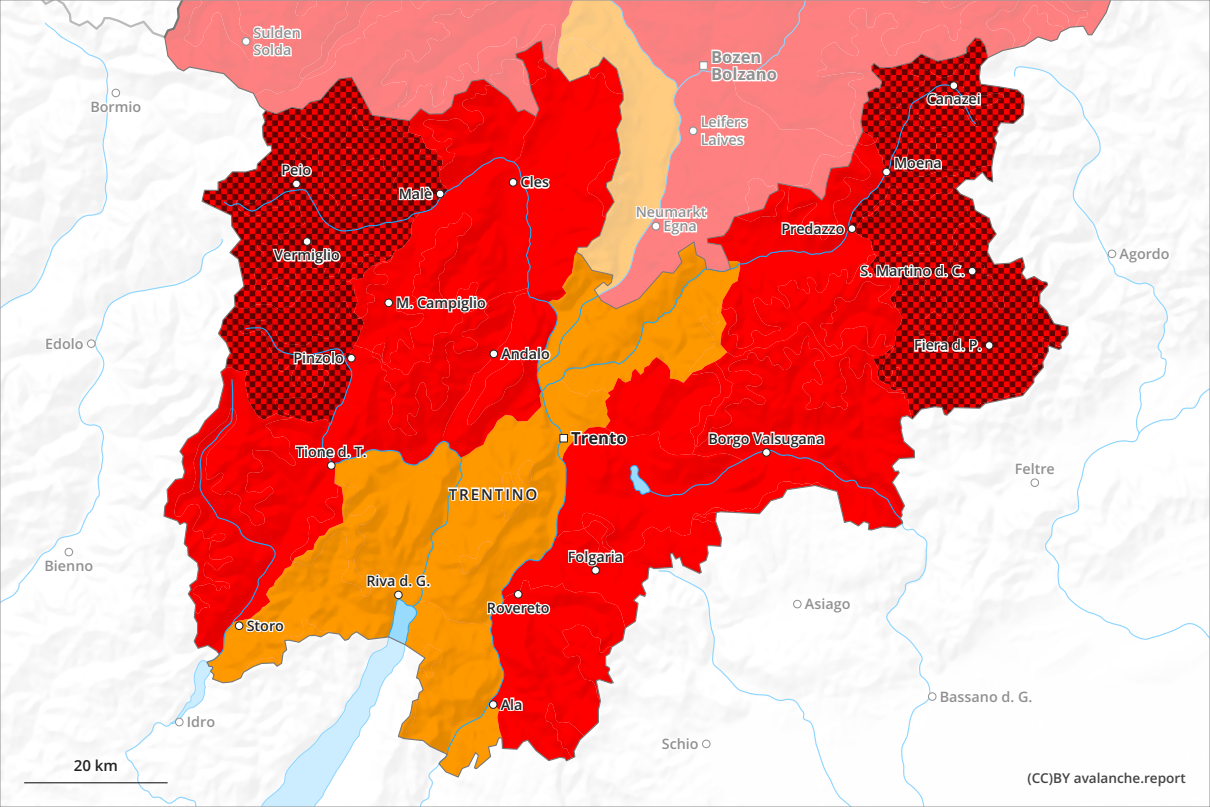 Sulden
Solda
Bozen
Bolzano
Bormio
Canazei
Leifers
Laives
Moena
Peio
Malè
Cles
Neumarkt
Egna
Predazzo
Vermiglio
Agordo
S. Martino d. C.
M. Campiglio
Edolo
Pinzolo
Andalo
Fiera d. P.
Trento
Borgo Valsugana
Tione d. T.
Feltre
TRENTINO
Bienno
Folgaria
Riva d. G.
Rovereto
Asiago
Storo
Bassano d. G.
Ala
Idro
Schio
20 km
(CC)BY avalanche.report